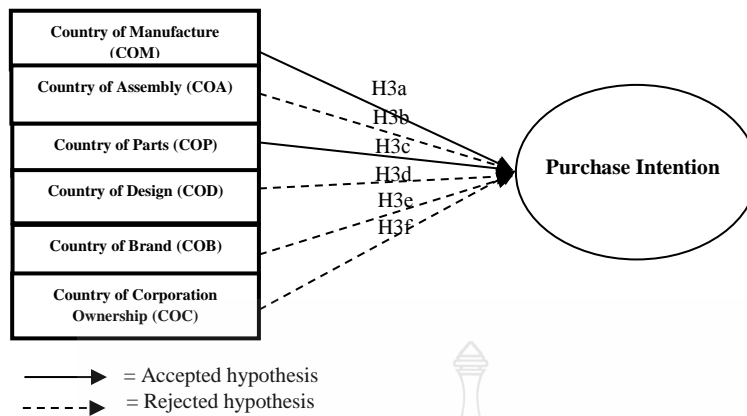 Country of Manufacture
(COM)
Country of Assembly (COA)
Country of Parts (COP)
Country of Design (COD)
Country of Brand (COB)
Country of Corporation
Ownership (COC)
H3a
H3b
H3c
H3d
H3e
H3f
Purchase Intention
= Accepted hypothesis
= Rejected hypothesis